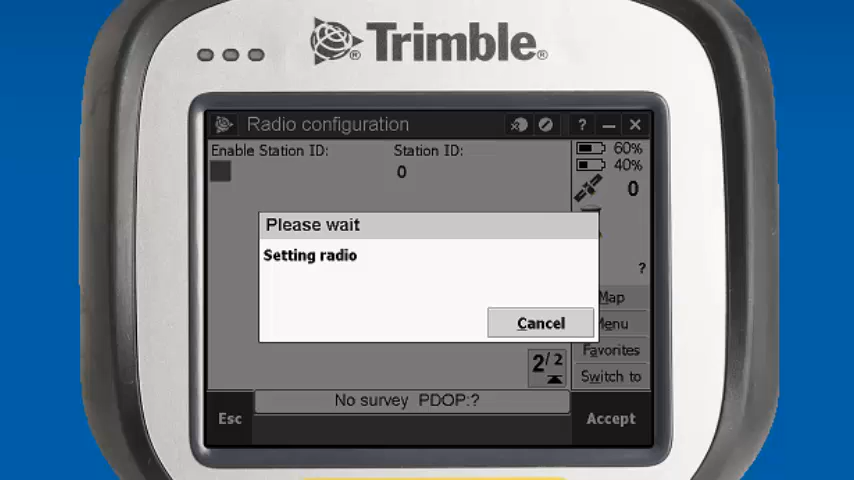 Trimble
Radio configuration
? – ×
Enable Station ID:
Station ID:
0
60%
40%
0
?
Please wait
Setting radio
Cancel
Map
Menu
Favorites
Switch to
2/2
No survey PDOP:?
Esc
Accept